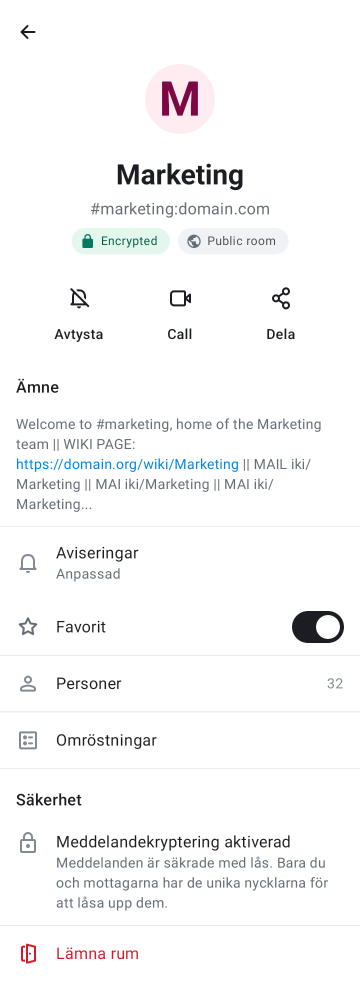 M
Marketing
#marketing:domain.com
Encrypted
Public room
Avtysta
Call
Dela
Ämne
Welcome to #marketing, home of the Marketing
team || WIKI PAGE:
https://domain.org/wiki/Marketing || MAIL iki/
Marketing || MAI iki/Marketing || MAI iki/
Marketing...
Aviseringar
Anpassad
Favorit
Personer 32
Omröstningar
Säkerhet
Meddelandekryptering aktiverad
Meddelanden är säkrade med lås. Bara du
och mottagarna har de unika nycklarna för
att låsa upp dem.
Lämna rum